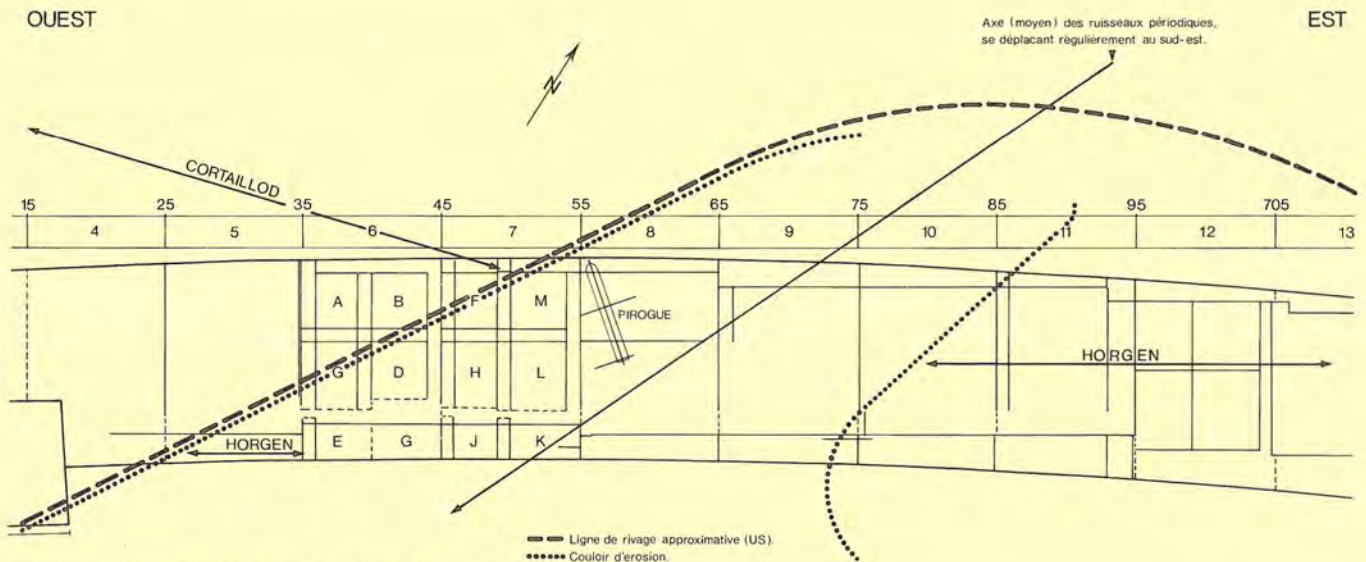 OUEST
EST
Axe (moyen) des ruisseaux périodiques,
se déplacant règulierement au sud-est.
N
CORTAILLOD
15 25 35 45 55 65 75 85 95 705
4 5 6 7 8 9 10 11 12 13
A B F M
PIROGUE
G D H L
HORGEN
HORGEN
E G J K
Ligne de rivage approximative (US).
Couloir d'erosion.